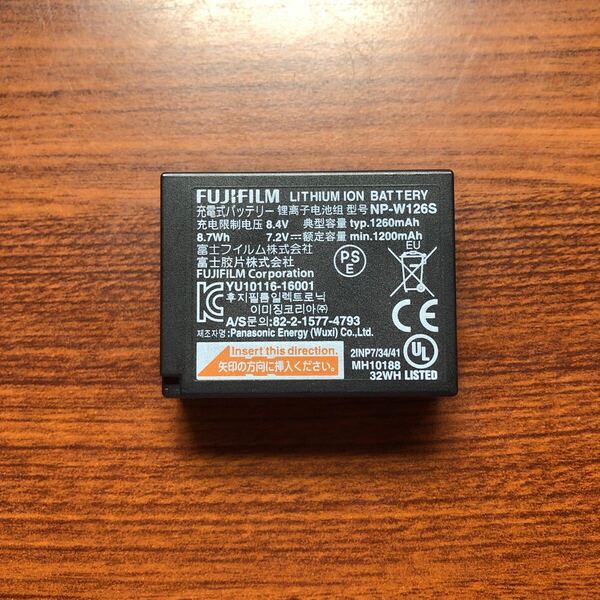 FUJIFILM LITHIUM ION BATTERY
充電式バッテリー 锂离子电池组 型号 NP-W126S
充电限制电压 8.4V 典型容量 typ.1260mAh
8.7Wh 7.2V⎓額定容量 min.1200mAh
富士フイルム株式会社
富士胶片株式会社
FUJIFILM Corporation
YU10116-16001
후지필름일렉트로닉
이미징코리아㈜
A/S문의:82-2-1577-4793
제조자명:Panasonic Energy (Wuxi) Co.,Ltd.
PS
E
EU
CE
UL
Insert this direction.
矢印の方向に挿入ください。
2INP7/34/41
MH10188
32WH LISTED